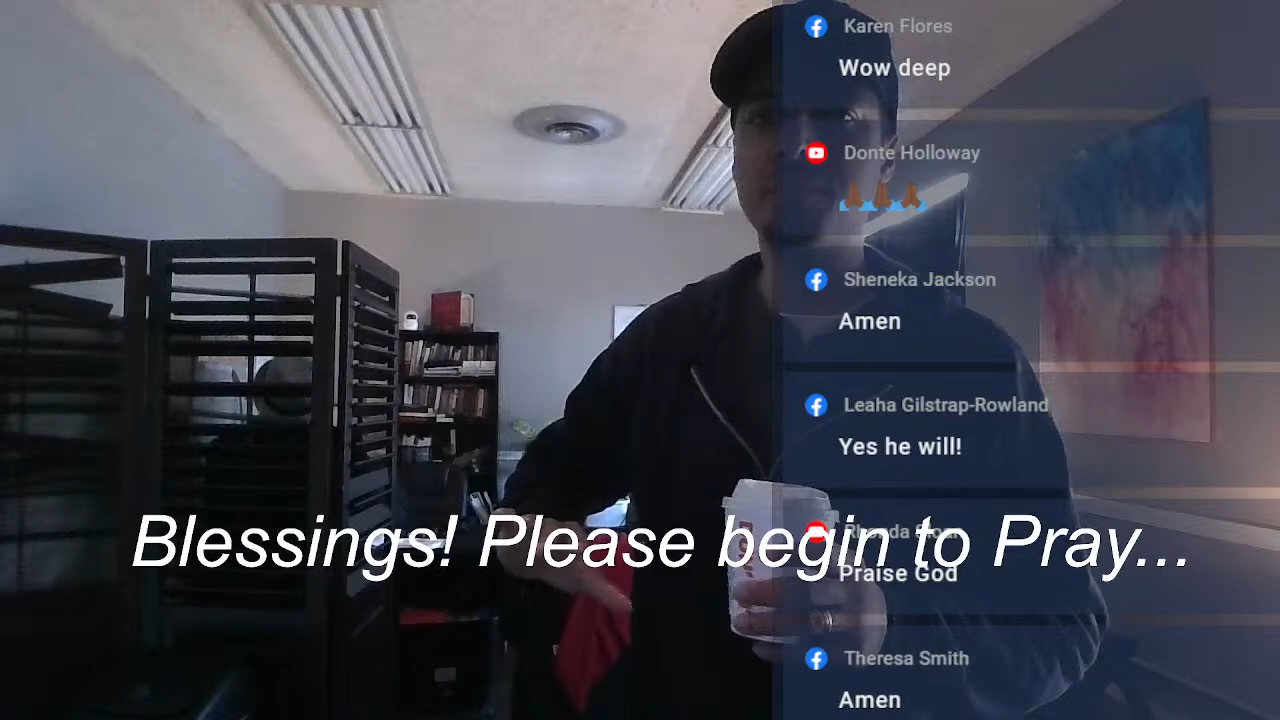 Karen Flores
Wow deep
Donte Holloway
🙏🏾🙏🏾🙏🏾
Sheneka Jackson
Amen
Leaha Gilstrap-Rowland
Yes he will!
Blessings! Please begin to Pray...
Praise God
Theresa Smith
Amen